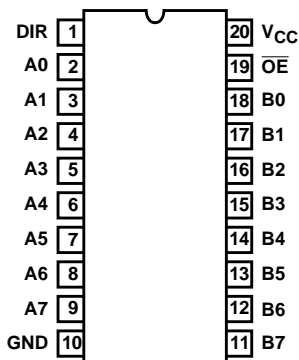 DIR 1 20 VCC
A0 2 19 O̅E̅
A1 3 18 B0
A2 4 17 B1
A3 5 16 B2
A4 6 15 B3
A5 7 14 B4
A6 8 13 B5
A7 9 12 B6
GND 10 11 B7